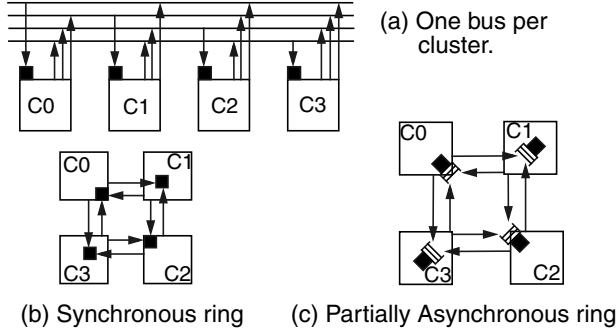 (a) One bus per
cluster.
C0 C1 C2 C3
C0 C1
C3 C2
C0 C1
C3 C2
(b) Synchronous ring (c) Partially Asynchronous ring